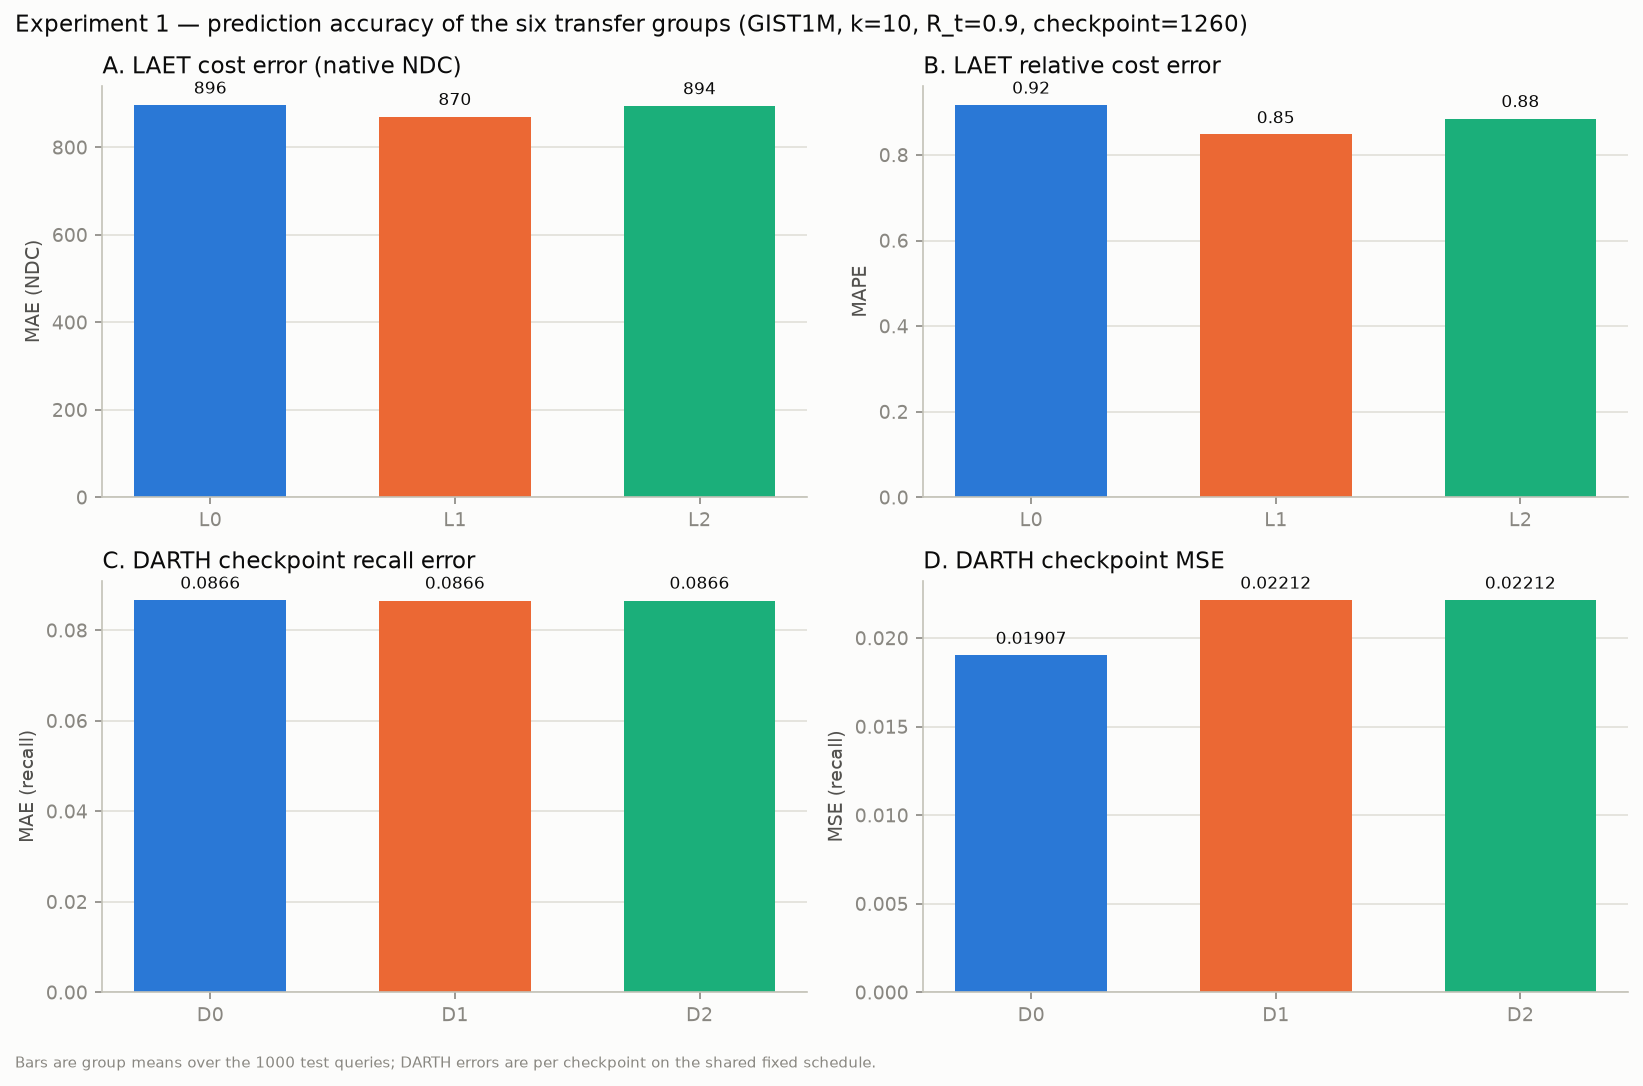 Experiment 1 — prediction accuracy of the six transfer groups (GIST1M, k=10, R_t=0.9, checkpoint=1260)
A. LAET cost error (native NDC)
896
870
894
800
600
400
200
0
MAE (NDC)
L0
L1
L2
B. LAET relative cost error
0.92
0.85
0.88
0.8
0.6
0.4
0.2
0.0
MAPE
L0
L1
L2
C. DARTH checkpoint recall error
0.0866
0.0866
0.0866
0.08
0.06
0.04
0.02
0.00
MAE (recall)
D0
D1
D2
D. DARTH checkpoint MSE
0.01907
0.02212
0.02212
0.020
0.015
0.010
0.005
0.000
MSE (recall)
D0
D1
D2
Bars are group means over the 1000 test queries; DARTH errors are per checkpoint on the shared fixed schedule.